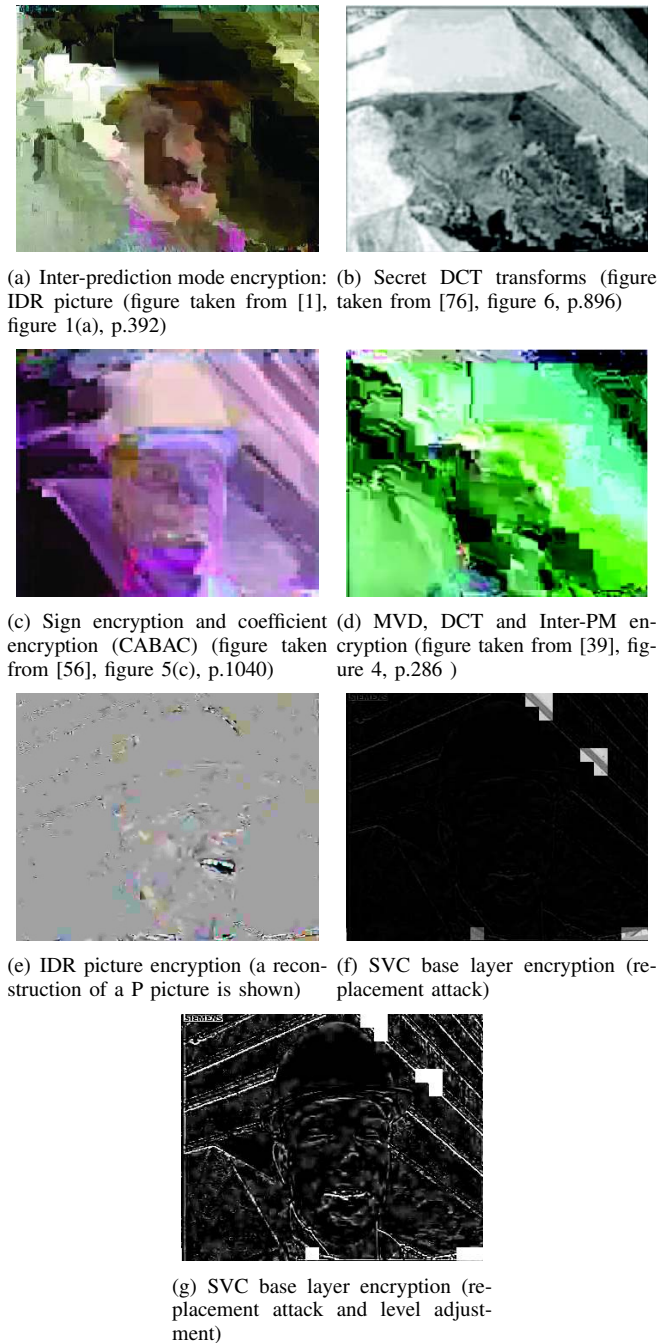 (a) Inter-prediction mode encryption:
IDR picture (figure taken from [1],
figure 1(a), p.392)
(b) Secret DCT transforms (figure
taken from [76], figure 6, p.896)
(c) Sign encryption and coefficient
encryption (CABAC) (figure taken
from [56], figure 5(c), p.1040)
(d) MVD, DCT and Inter-PM en-
cryption (figure taken from [39], fig-
ure 4, p.286 )
(e) IDR picture encryption (a recon-
struction of a P picture is shown)
SIEMENS
(f) SVC base layer encryption (re-
placement attack)
SIEMENS
(g) SVC base layer encryption (re-
placement attack and level adjust-
ment)